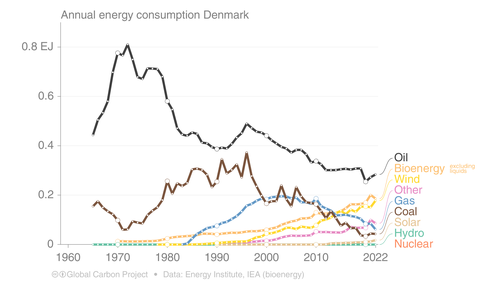 Annual energy consumption Denmark
0.8 EJ
0.6
0.4
0.2
0
1960 1970 1980 1990 2000 2010 2022
Oil
Bioenergy excluding liquids
Wind
Other
Gas
Coal
Solar
Hydro
Nuclear
Global Carbon Project • Data: Energy Institute, IEA (bioenergy)